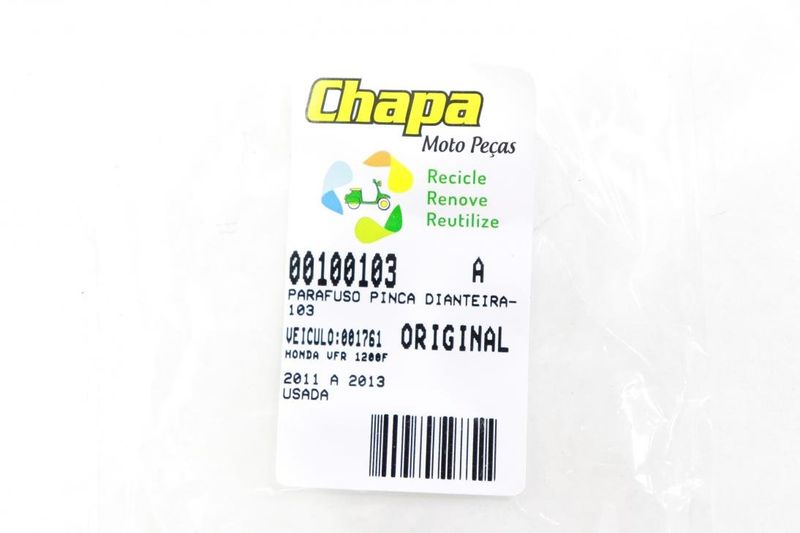 Chapa
Moto Peças
Recicle
Renove
Reutilize
00100103 A
PARAFUSO PINCA DIANTEIRA-
103
VEICULO:001761 ORIGINAL
HONDA VFR 1200F
2011 A 2013
USADA